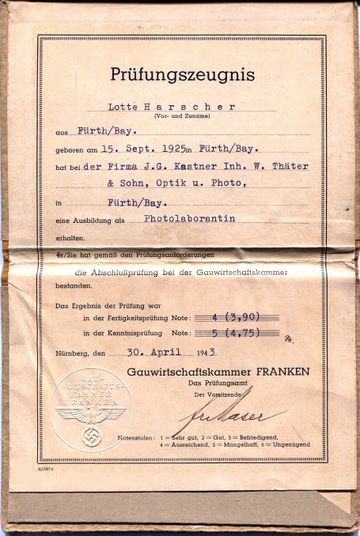 Prüfungszeugnis
Lotte Harscher
(Vor- und Zuname)
aus Fürth/Bay.
geboren am 15. Sept. 1925 in Fürth/Bay.
hat bei der Firma J.G. Kastner Inh. W. Thäter
& Sohn, Optik u. Photo,
in Fürth/Bay.
eine Ausbildung als Photolaborantin
erhalten.
Er/Sie hat gemäß den Prüfungsanforderungen
die Abschlußprüfung bei der Gauwirtschaftskammer
bestanden.
Das Ergebnis der Prüfung war
in der Fertigkeitsprüfung Note: 4 (3,90)
in der Kenntnisprüfung Note: 5 (4,75)
Nürnberg, den 30. April 1943
Gauwirtschaftskammer FRANKEN
Das Prüfungsamt
Der Vorsitzende:
GAU
WIRTSCHAFTS
KAMMER
FRANKEN
Notenstufen: 1 = Sehr gut, 2 = Gut, 3 = Befriedigend,
4 = Ausreichend, 5 = Mangelhaft, 6 = Ungenügend